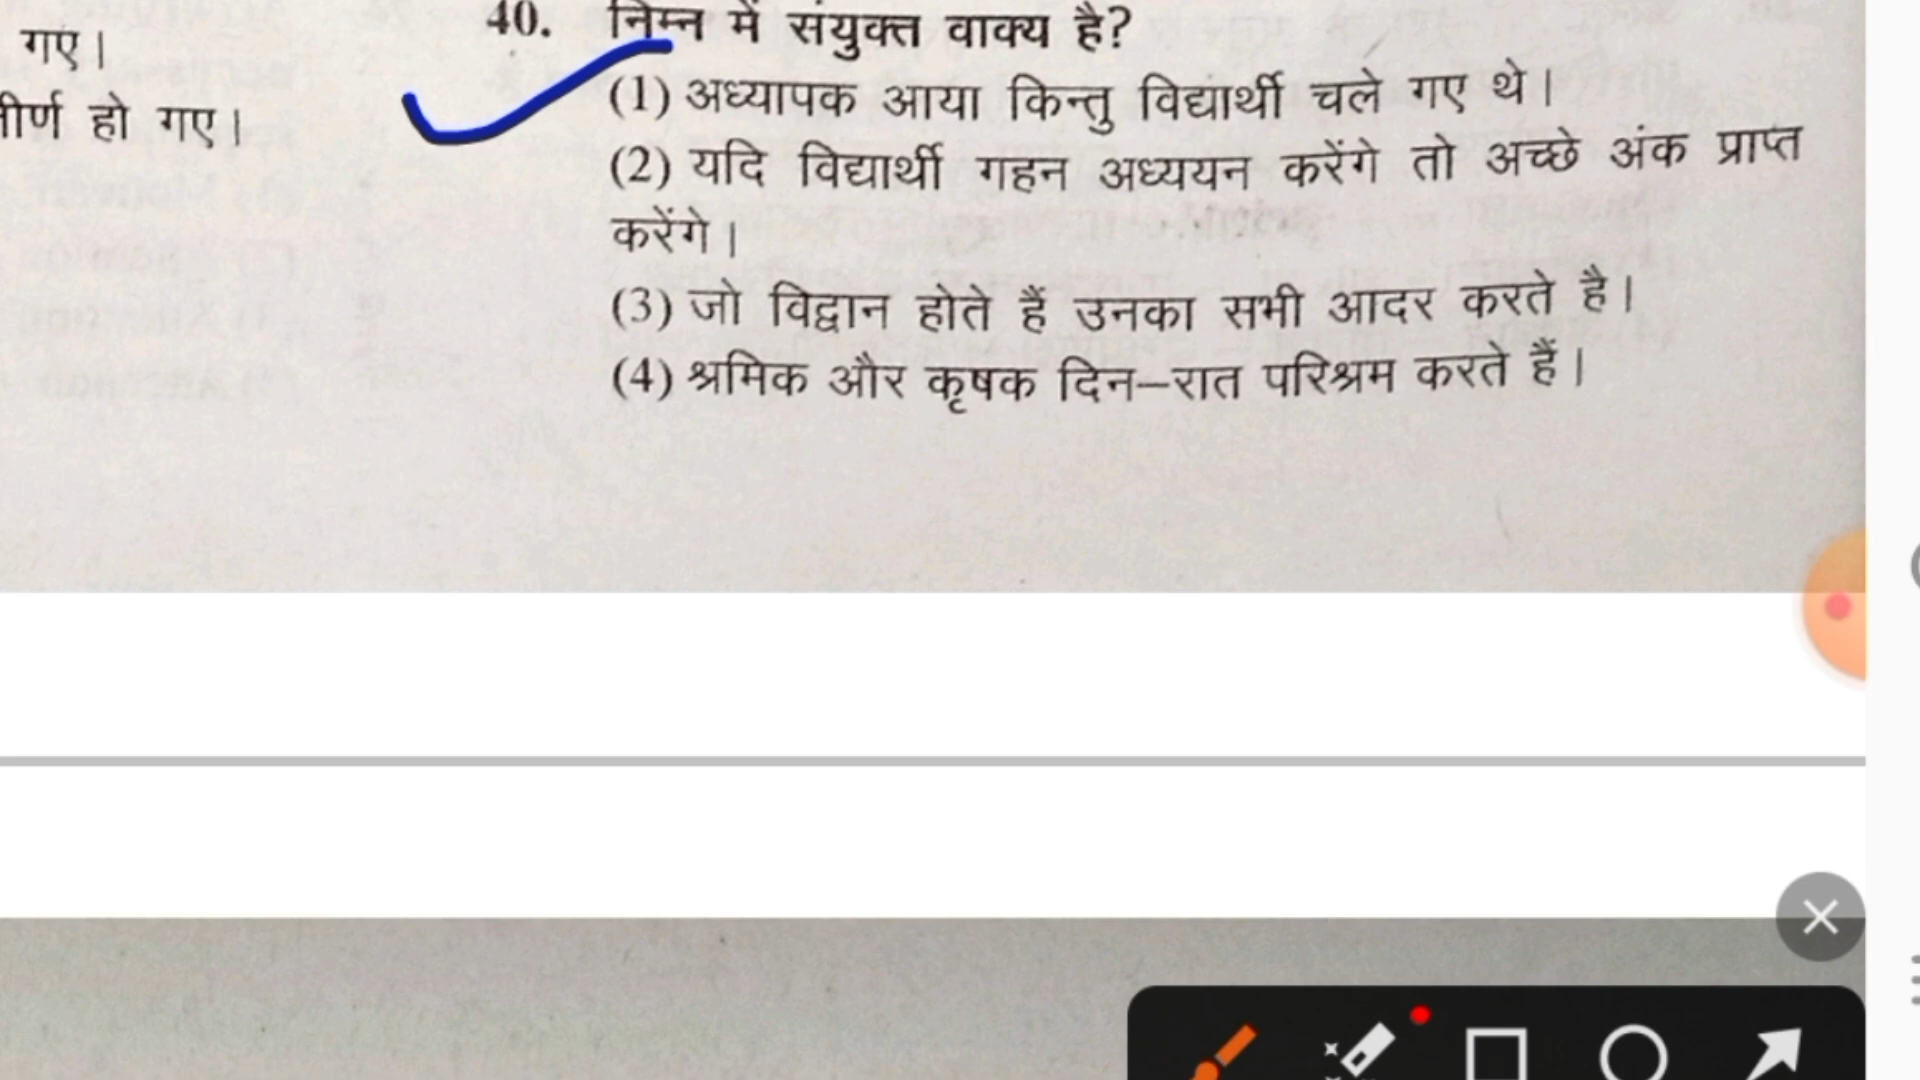 गए।
40. निम्न में संयुक्त वाक्य है?
(1) अध्यापक आया किन्तु विद्यार्थी चले गए थे।
हो गए।
(2) यदि विद्यार्थी गहन अध्ययन करेंगे तो अच्छे अंक प्राप्त
करेंगे।
(3) जो विद्वान होते हैं उनका सभी आदर करते है।
(4) श्रमिक और कृषक दिन–रात परिश्रम करते हैं।